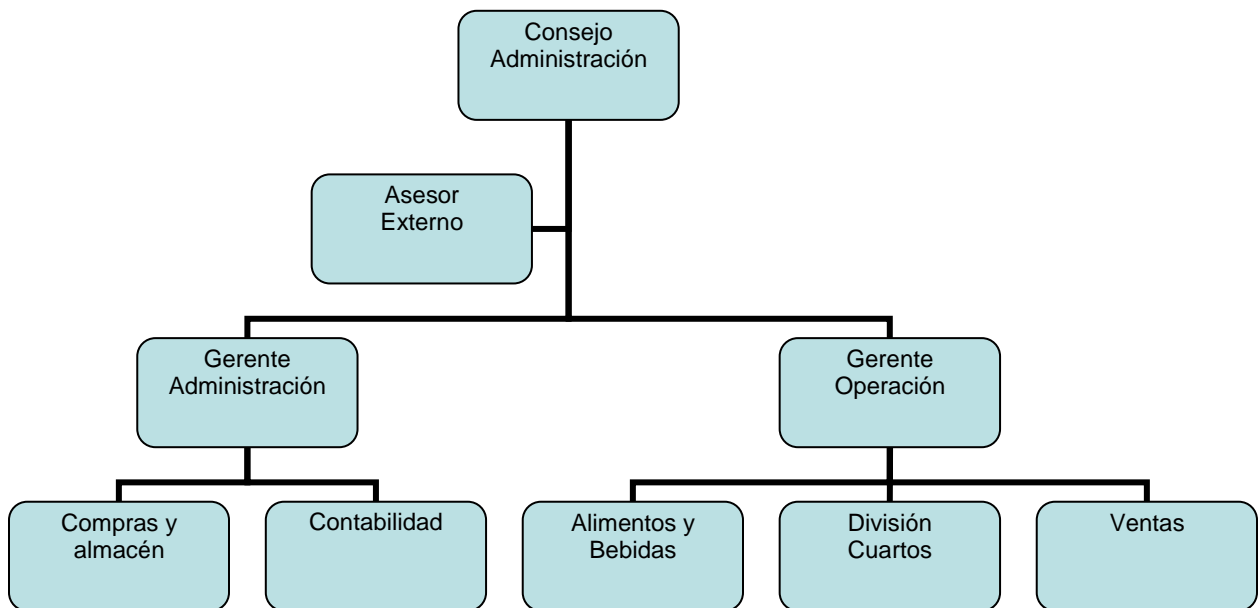 Consejo
Administración
Asesor
Externo
Gerente
Administración
Gerente
Operación
Compras y
almacén
Contabilidad
Alimentos y
Bebidas
División
Cuartos
Ventas